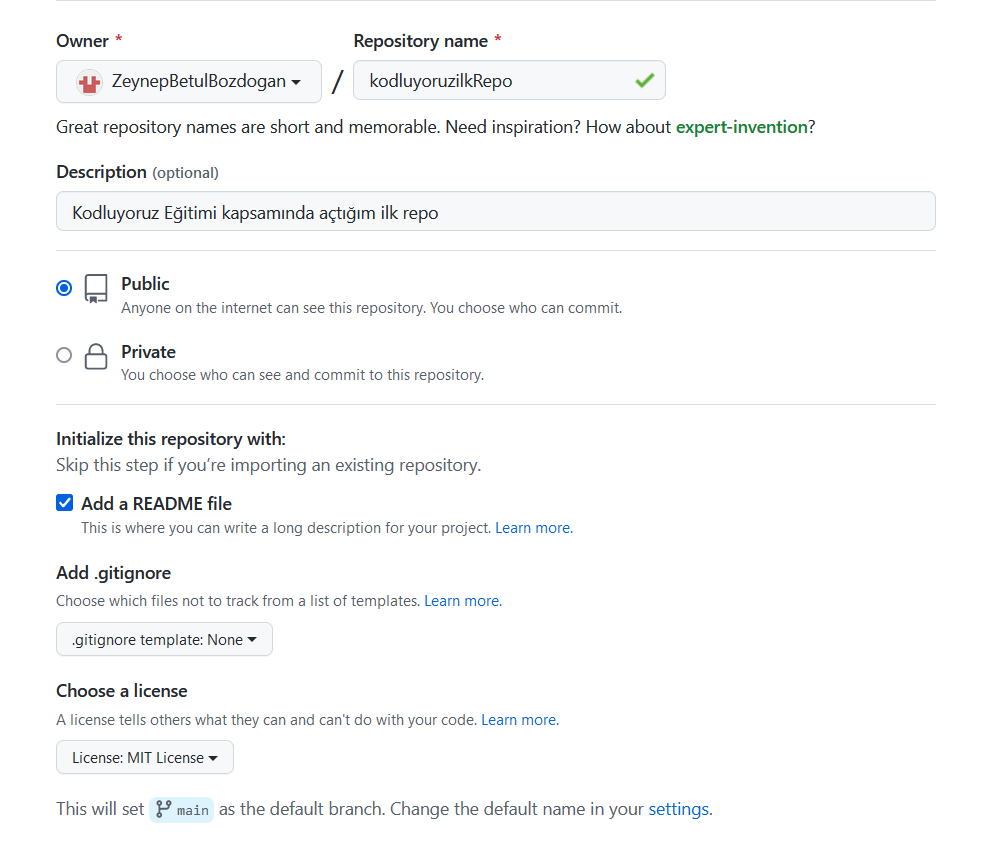 Owner *
Repository name *
ZeynepBetulBozdogan / kodluyoruzilkRepo
Great repository names are short and memorable. Need inspiration? How about expert-invention?
Description (optional)
Kodluyoruz Eğitimi kapsamında açtığım ilk repo
Public
Anyone on the internet can see this repository. You choose who can commit.
Private
You choose who can see and commit to this repository.
Initialize this repository with:
Skip this step if you’re importing an existing repository.
Add a README file
This is where you can write a long description for your project. Learn more.
Add .gitignore
Choose which files not to track from a list of templates. Learn more.
.gitignore template: None
Choose a license
A license tells others what they can and can't do with your code. Learn more.
License: MIT License
This will set main as the default branch. Change the default name in your settings.